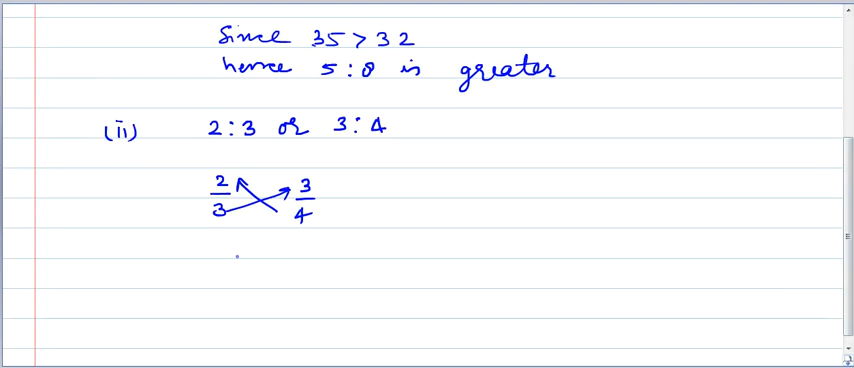 Since 35 > 32
hence 5 : 8 is greater
(ii) 2 : 3 or 3 : 4
2/3 3/4